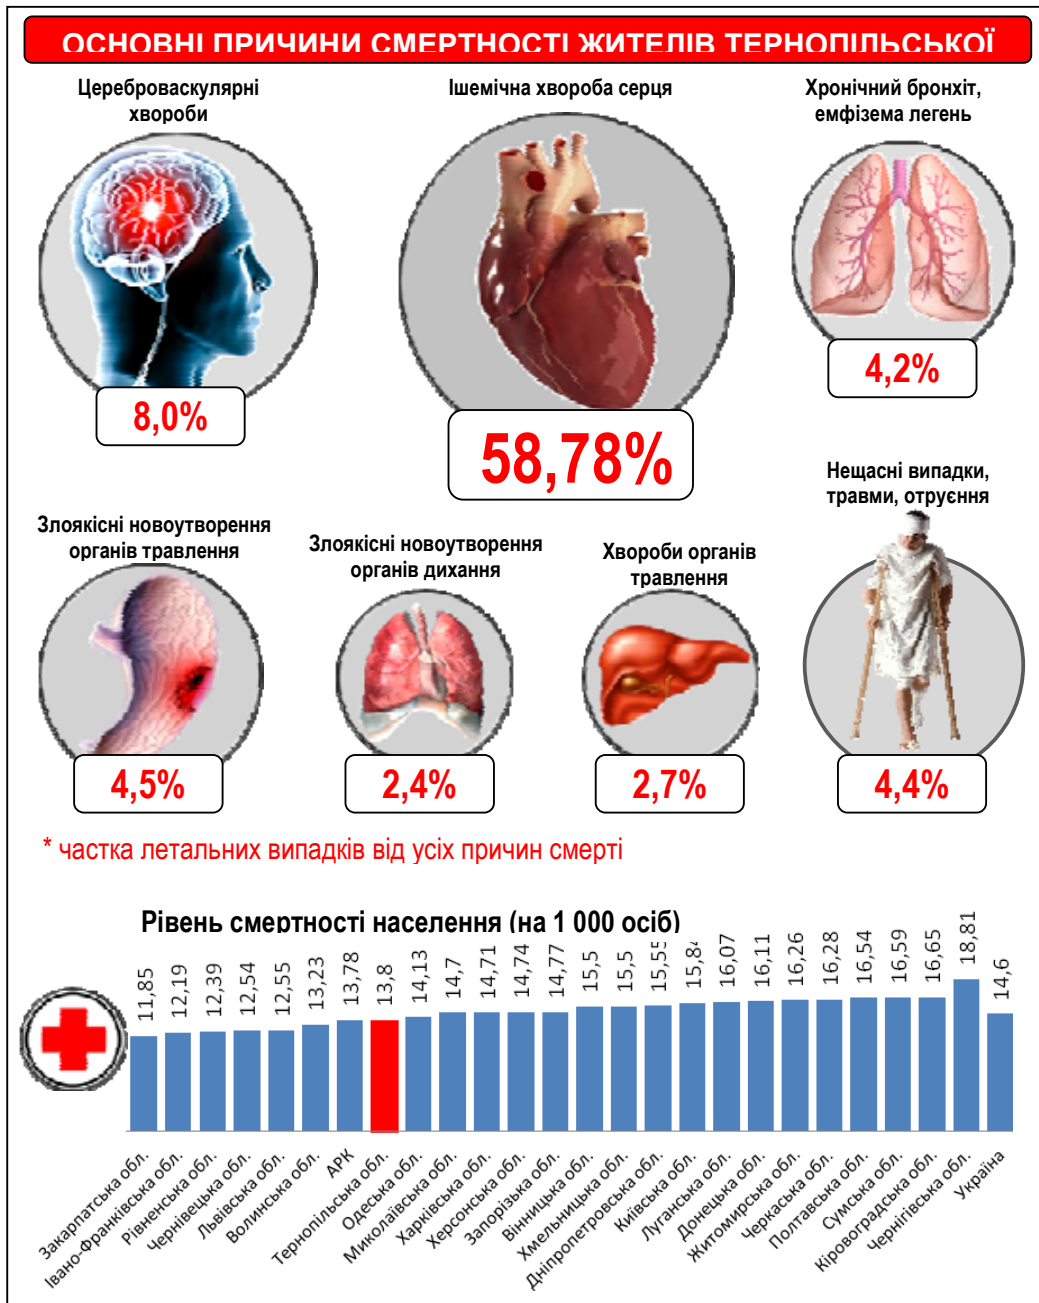 ОСНОВНІ ПРИЧИНИ СМЕРТНОСТІ ЖИТЕЛІВ ТЕРНОПІЛЬСЬКОЇ
Цереброваскулярні
хвороби
8,0%
Ішемічна хвороба серця
58,78%
Хронічний бронхіт,
емфізема легень
4,2%
Злоякісні новоутворення
органів травлення
4,5%
Злоякісні новоутворення
органів дихання
2,4%
Хвороби органів
травлення
2,7%
Нещасні випадки,
травми, отруєння
4,4%
* частка летальних випадків від усіх причин смерті
Рівень смертності населення (на 1 000 осіб)
11,85
12,19
12,39
12,54
12,55
13,23
13,78
13,8
14,13
14,7
14,71
14,74
14,77
15,5
15,5
15,55
15,84
16,07
16,11
16,26
16,28
16,54
16,59
16,65
18,81
14,6
Закарпатська обл.
Івано-Франківська обл.
Рівненська обл.
Чернівецька обл.
Львівська обл.
Волинська обл.
АРК
Тернопільська обл.
Одеська обл.
Миколаївська обл.
Харківська обл.
Херсонська обл.
Запорізька обл.
Вінницька обл.
Хмельницька обл.
Дніпропетровська обл.
Київська обл.
Луганська обл.
Донецька обл.
Житомирська обл.
Черкаська обл.
Полтавська обл.
Сумська обл.
Кіровоградська обл.
Чернігівська обл.
Україна